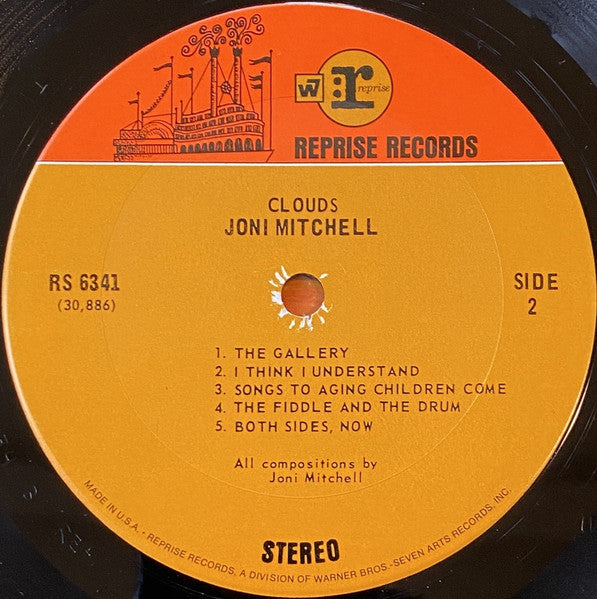 W
r
reprise
REPRISE RECORDS
CLOUDS
JONI MITCHELL
RS 6341
(30,886)
SIDE
2
1. THE GALLERY
2. I THINK I UNDERSTAND
3. SONGS TO AGING CHILDREN COME
4. THE FIDDLE AND THE DRUM
5. BOTH SIDES, NOW
All compositions by
Joni Mitchell
STEREO
MADE IN U.S.A. • REPRISE RECORDS, A DIVISION OF WARNER BROS.-SEVEN ARTS RECORDS, INC.